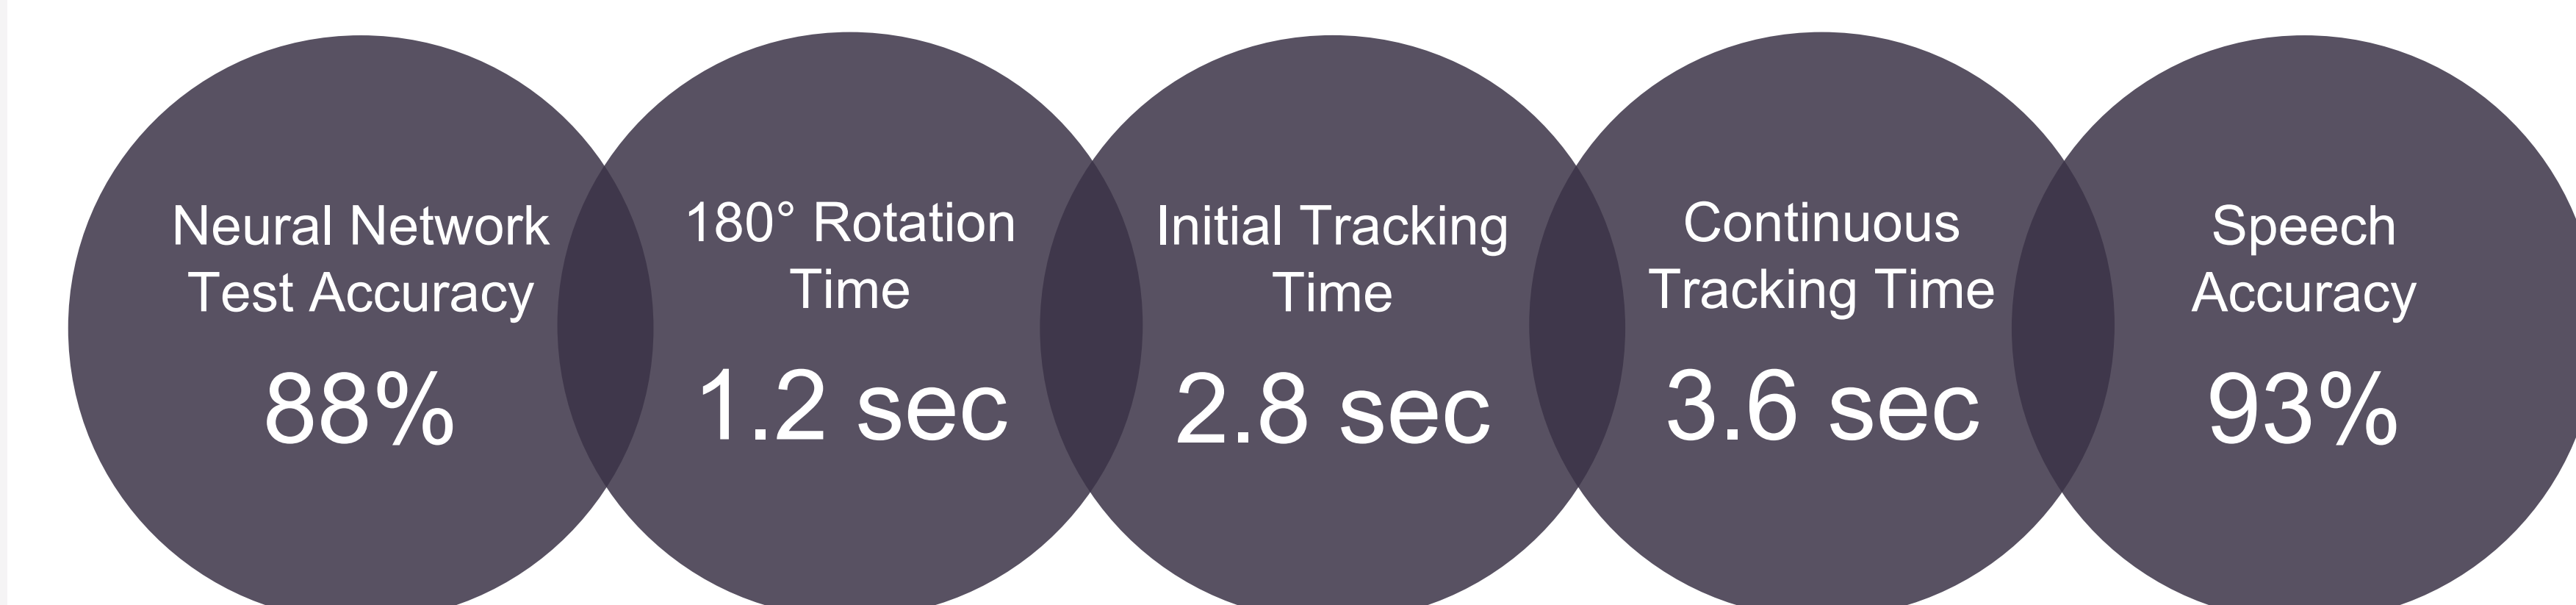 Neural Network
Test Accuracy
88%
180° Rotation
Time
1.2 sec
Initial Tracking
Time
2.8 sec
Continuous
Tracking Time
3.6 sec
Speech
Accuracy
93%